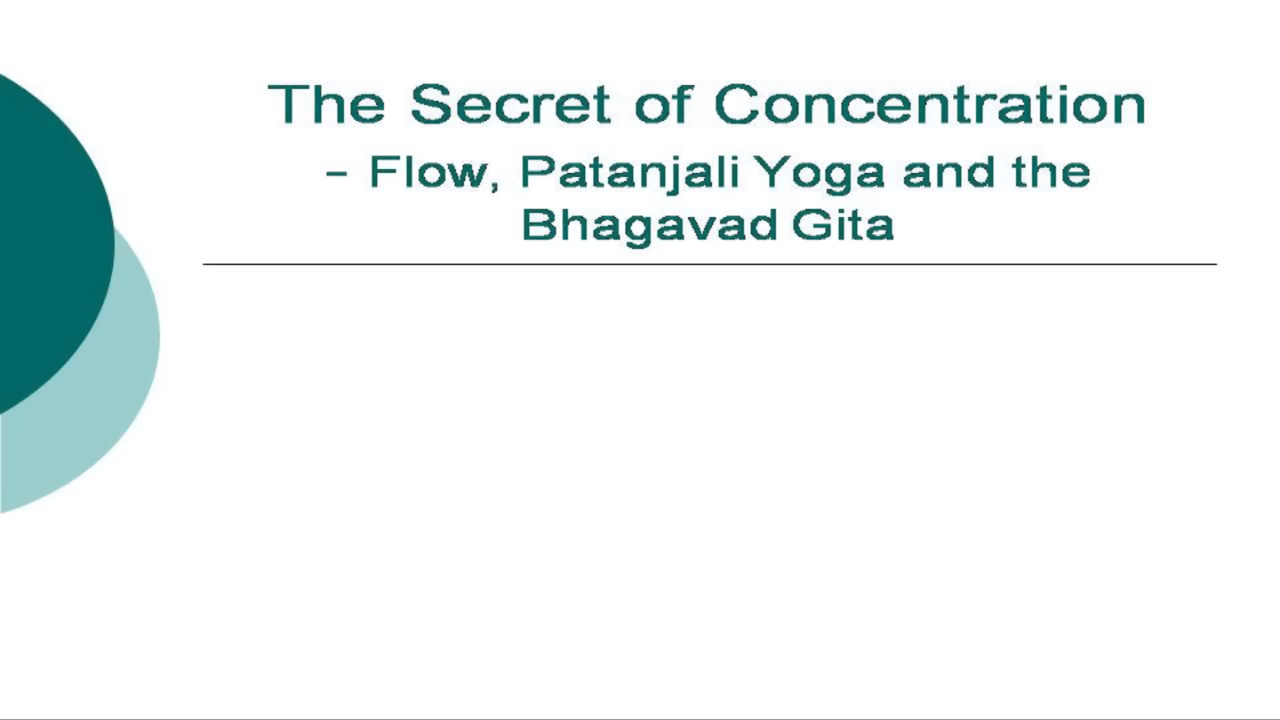 The Secret of Concentration
– Flow, Patanjali Yoga and the
Bhagavad Gita